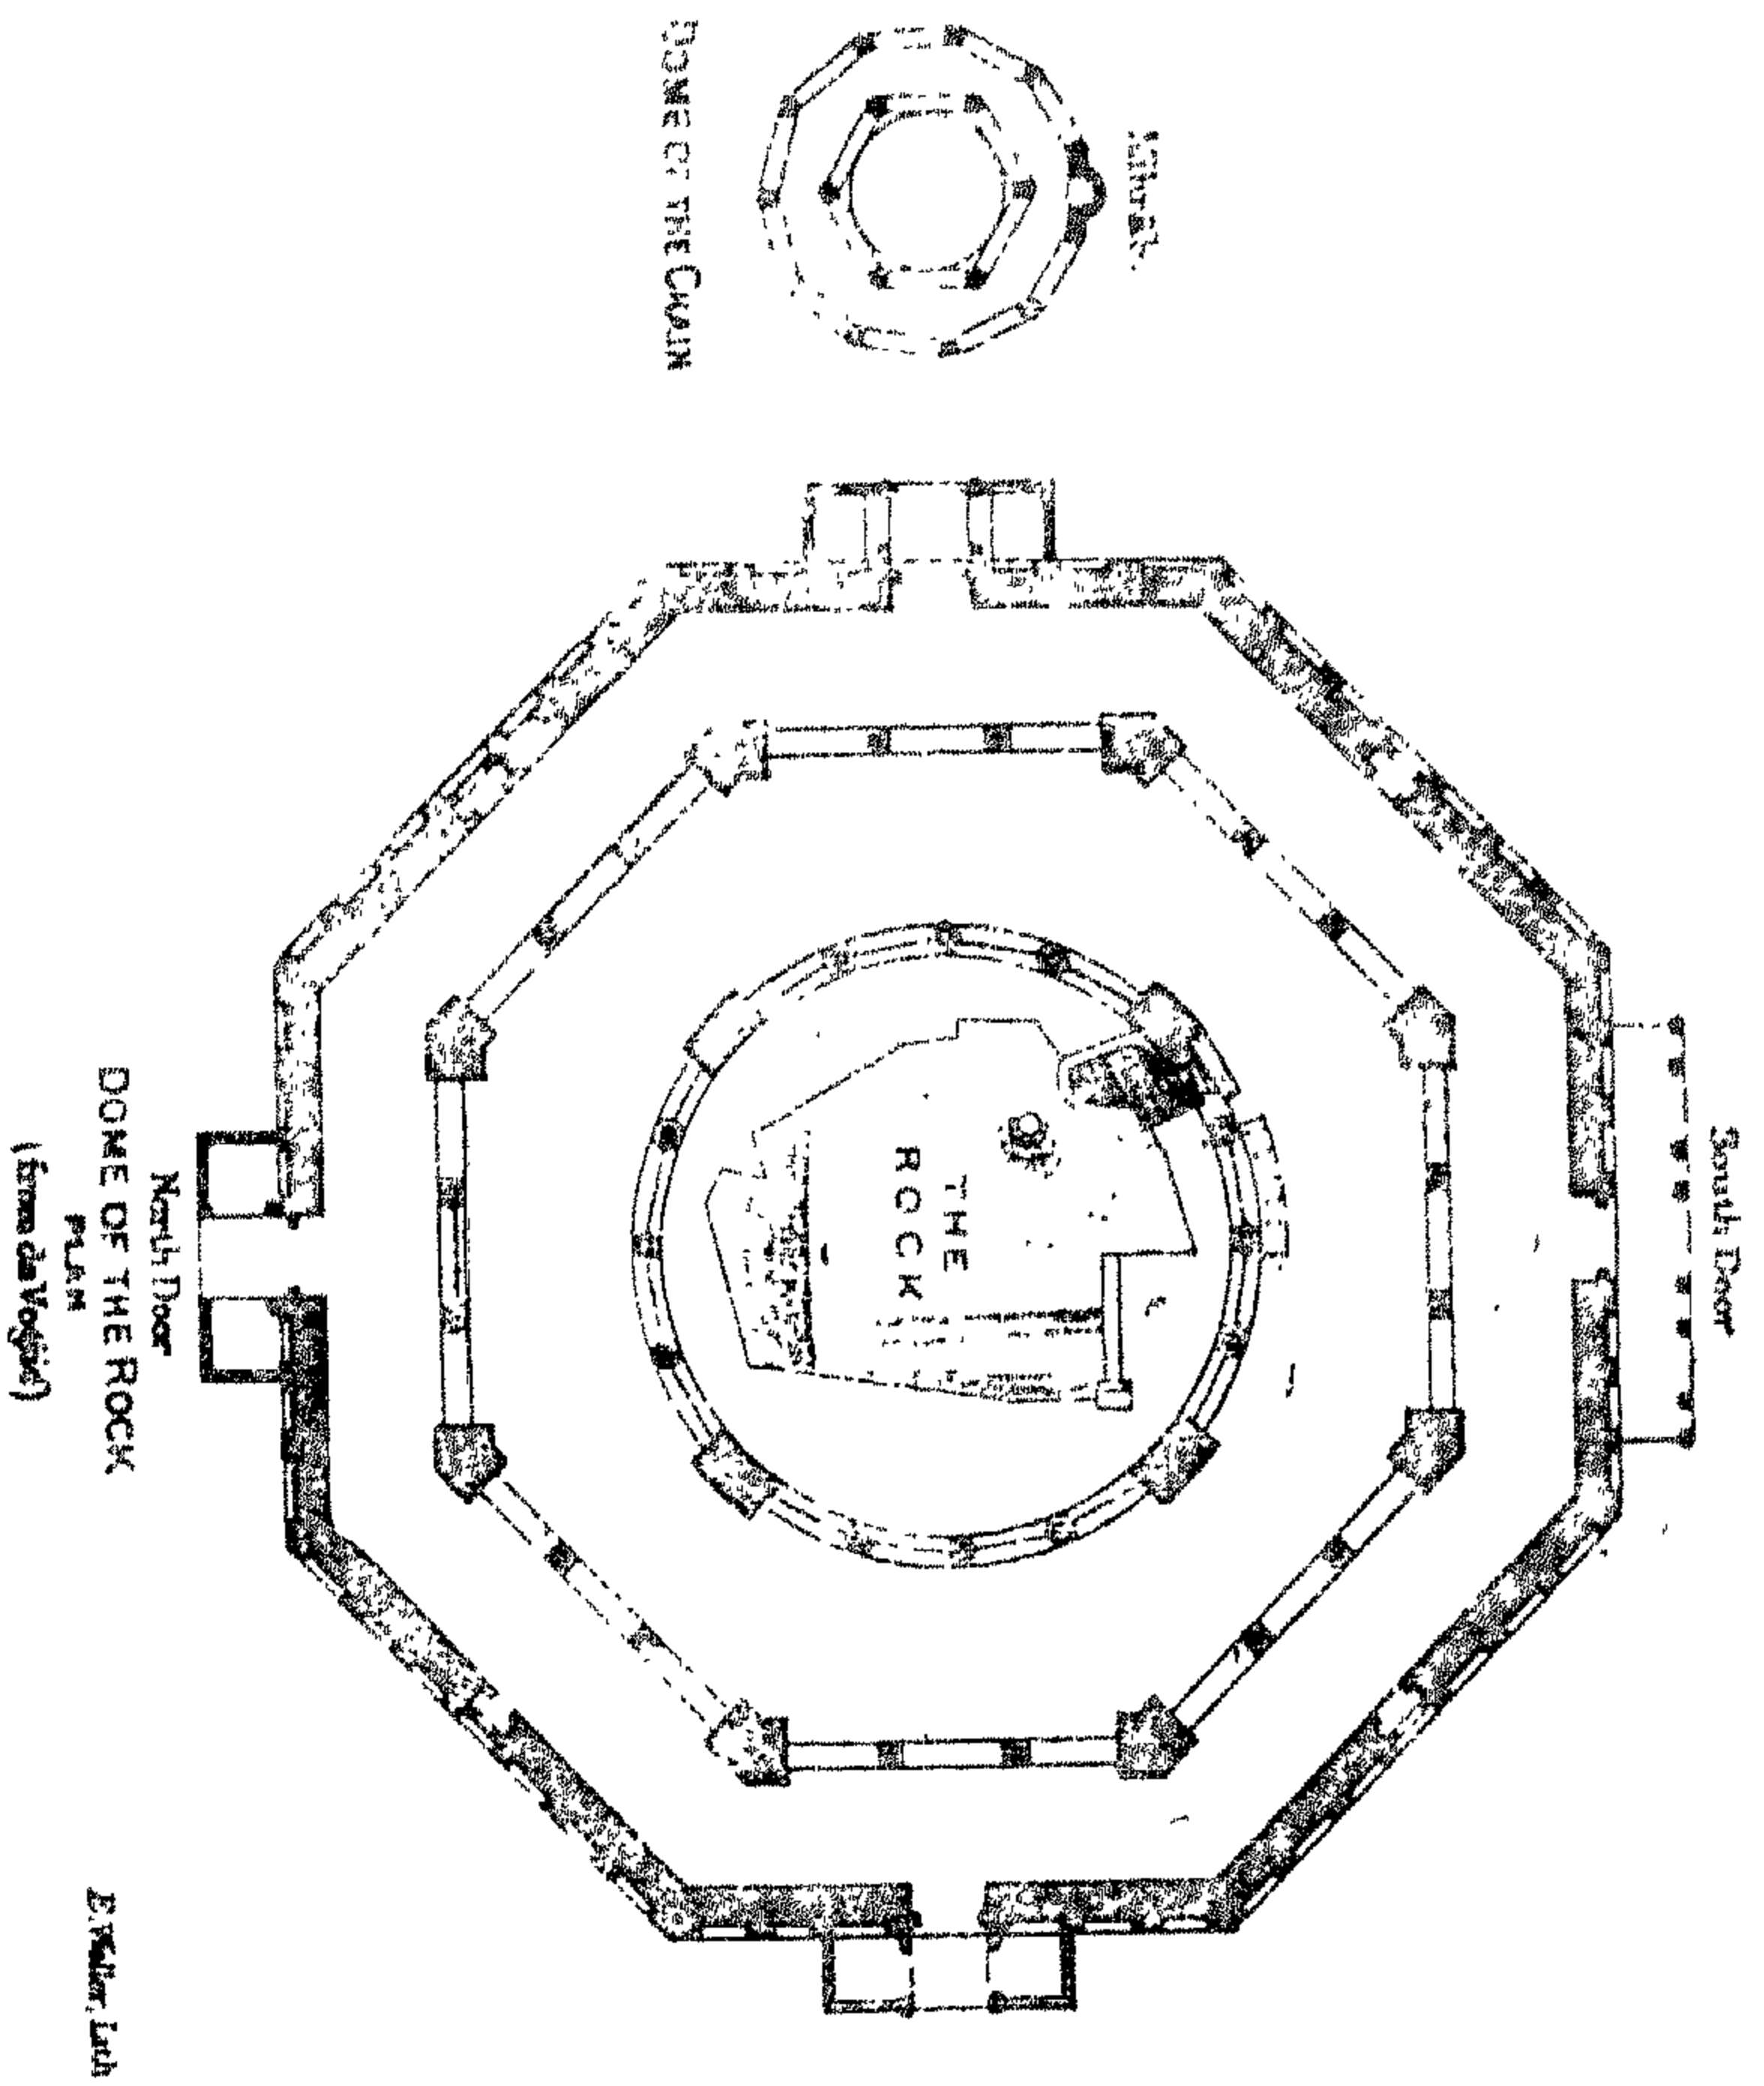 South Door
Mihrab.
THE
ROCK
DOME OF THE CHAIN
North Door
DOME OF THE ROCK
PLAN
(from de Vogüé)
Lith